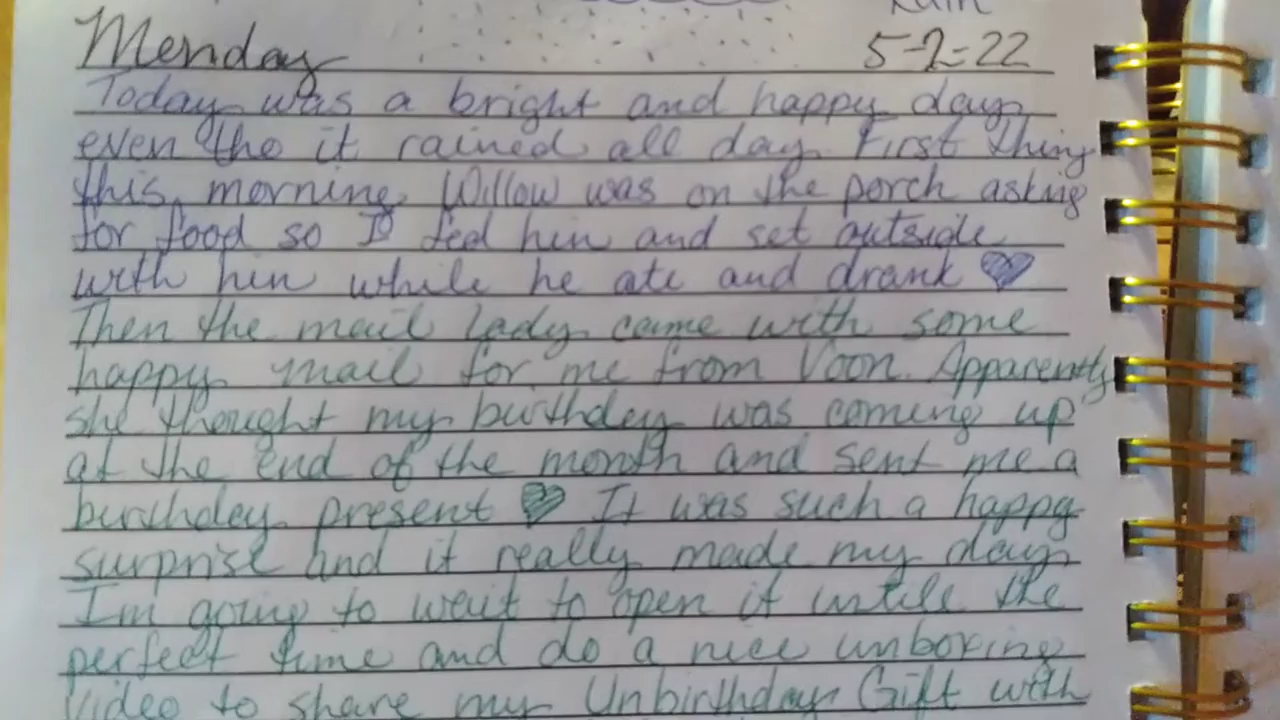 Rain
Monday 5-2-22
Today was a bright and happy day
even tho it rained all day. First thing
this morning Willow was on the porch asking
for food so I fed him and set outside
with him while he ate and drank
Then the mail lady came with some
happy mail for me from Voon. Apparently
she thought my birthday was coming up
at the end of the month and sent me a
birthday present It was such a happy
surprise and it really made my day.
Im going to wait to open it untill the
perfect time and do a nice unboxing
video to share my Unbirthday Gift with